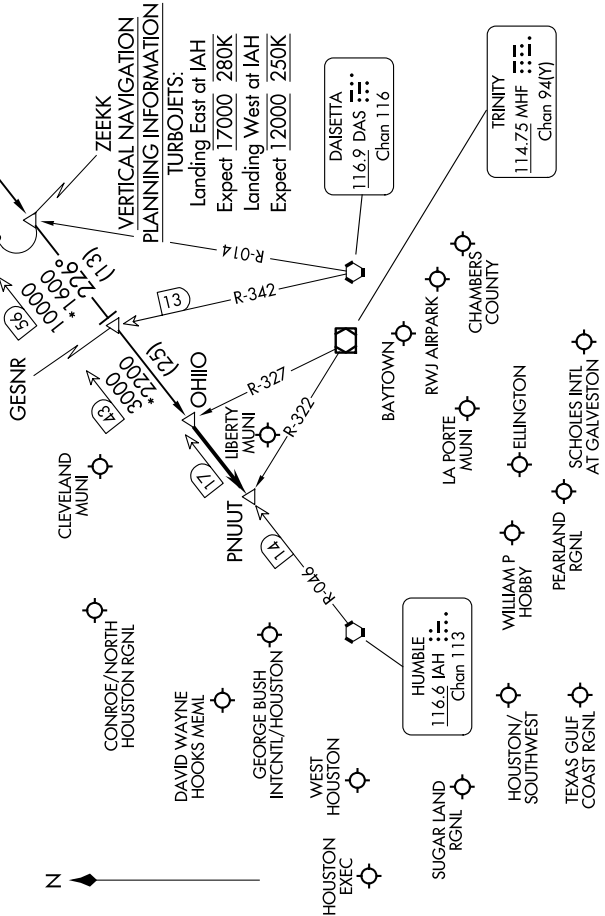 ZEEKK
VERTICAL NAVIGATION
PLANNING INFORMATION
TURBOJETS:
Landing East at IAH
Expect 17000 280K
Landing West at IAH
Expect 12000 250K
DAISETTA
116.9 DAS
Chan 116
TRINITY
114.75 MHF
Chan 94(Y)
56
10000
*1600
226°
(13)
R-014
GESNR
13
R-342
43
3000
*2200
(25)
OHIIO
R-327
R-322
17
PNUUT
14
R-046
CLEVELAND
MUNI
LIBERTY
MUNI
BAYTOWN
RWJ AIRPARK
CHAMBERS
COUNTY
LA PORTE
MUNI
ELLINGTON
SCHOLES INTL
AT GALVESTON
PEARLAND
RGNL
WILLIAM P
HOBBY
HUMBLE
116.6 IAH
Chan 113
CONROE/NORTH
HOUSTON RGNL
DAVID WAYNE
HOOKS MEML
GEORGE BUSH
INTCNTL/HOUSTON
WEST
HOUSTON
HOUSTON
EXEC
SUGAR LAND
RGNL
HOUSTON/
SOUTHWEST
TEXAS GULF
COAST RGNL
N